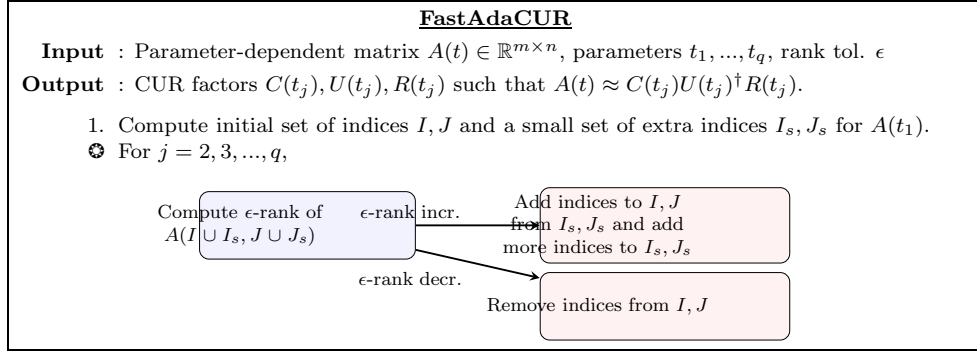 FastAdaCUR
Input : Parameter-dependent matrix A(t) ∈ ℝ^{m×n}, parameters t_1, ..., t_q, rank tol. ϵ
Output : CUR factors C(t_j), U(t_j), R(t_j) such that A(t) ≈ C(t_j)U(t_j)^†R(t_j).
1. Compute initial set of indices I, J and a small set of extra indices I_s, J_s for A(t_1).
❂ For j = 2, 3, ..., q,
Compute ϵ-rank of
A(I ∪ I_s, J ∪ J_s)
ϵ-rank incr.
Add indices to I, J
from I_s, J_s and add
more indices to I_s, J_s
ϵ-rank decr.
Remove indices from I, J